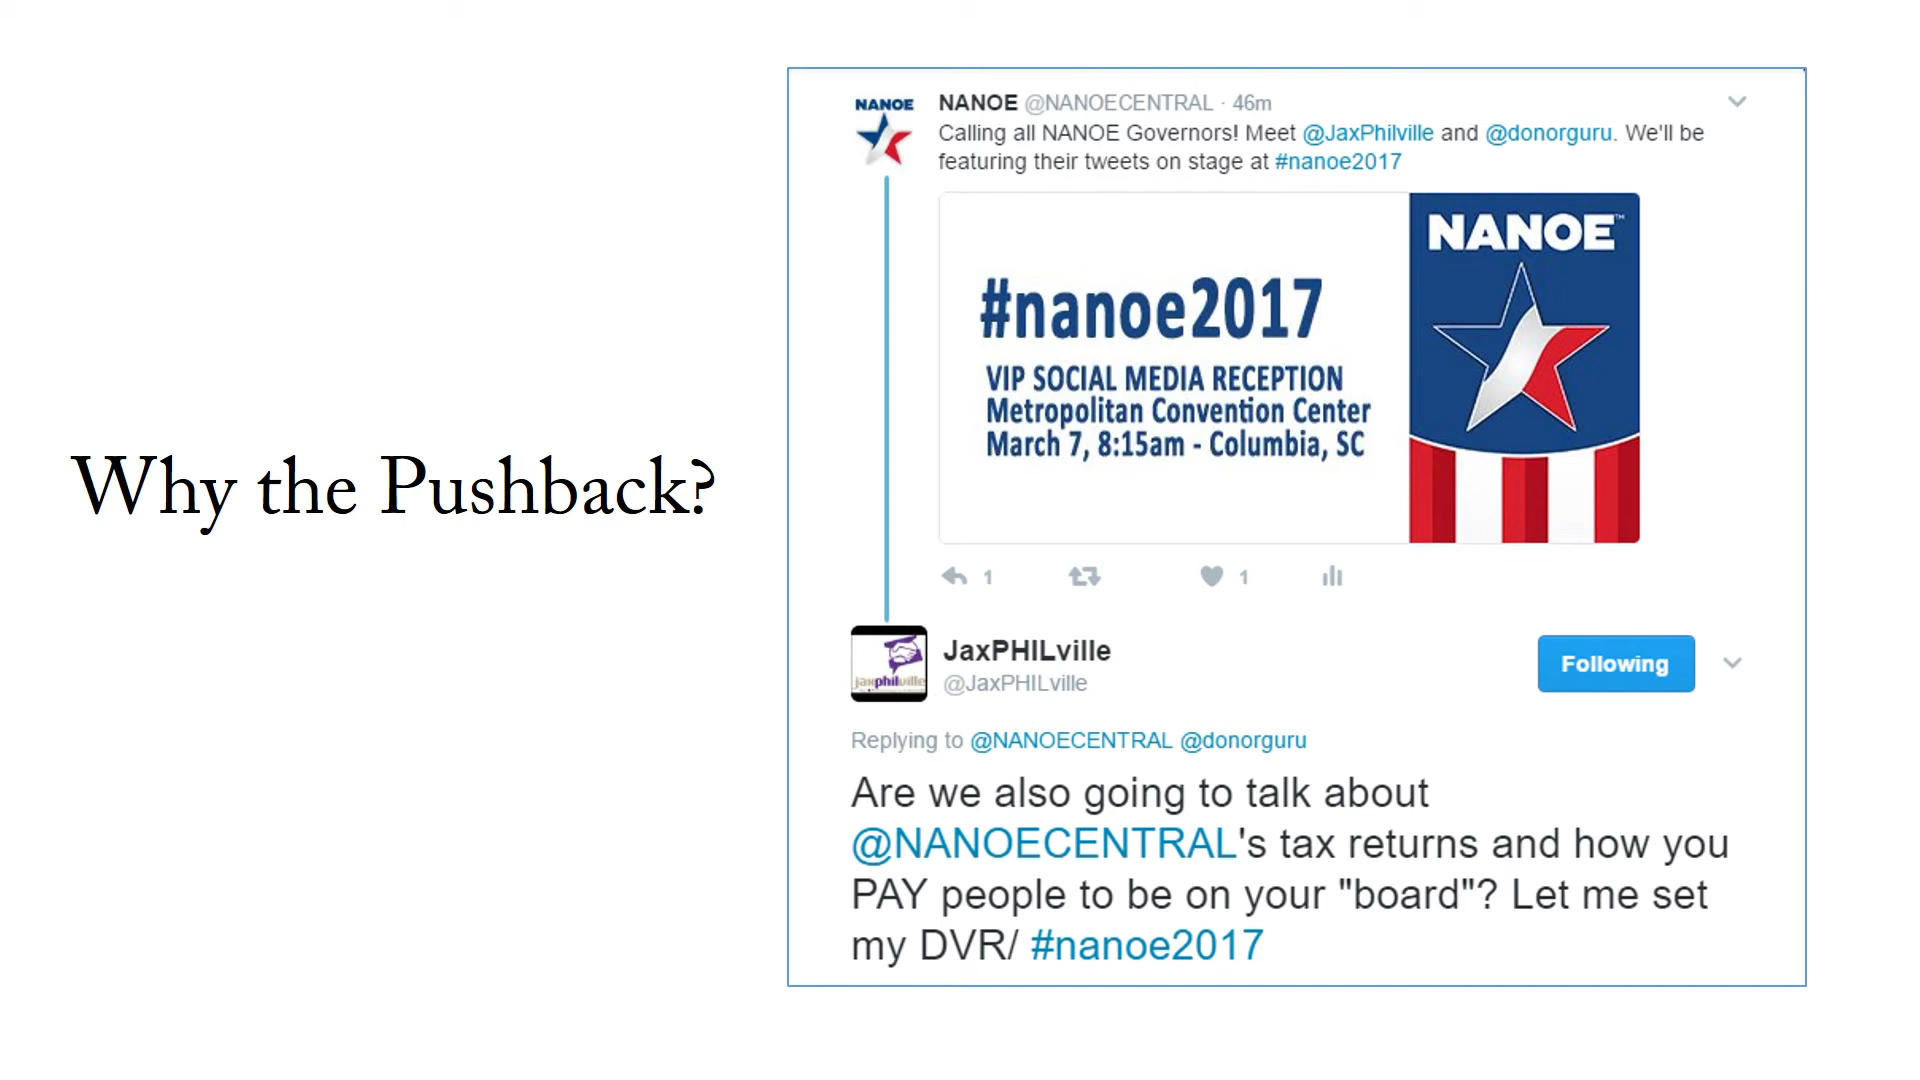 Why the Pushback?
NANOE
NANOE @NANOECENTRAL · 46m
Calling all NANOE Governors! Meet @JaxPhilville and @donorguru. We'll be
featuring their tweets on stage at #nanoe2017
#nanoe2017
VIP SOCIAL MEDIA RECEPTION
Metropolitan Convention Center
March 7, 8:15am - Columbia, SC
NANOE™
1
1
jaxphilville
JaxPHILville
@JaxPHILville
Following
Replying to @NANOECENTRAL @donorguru
Are we also going to talk about
@NANOECENTRAL's tax returns and how you
PAY people to be on your "board"? Let me set
my DVR/ #nanoe2017